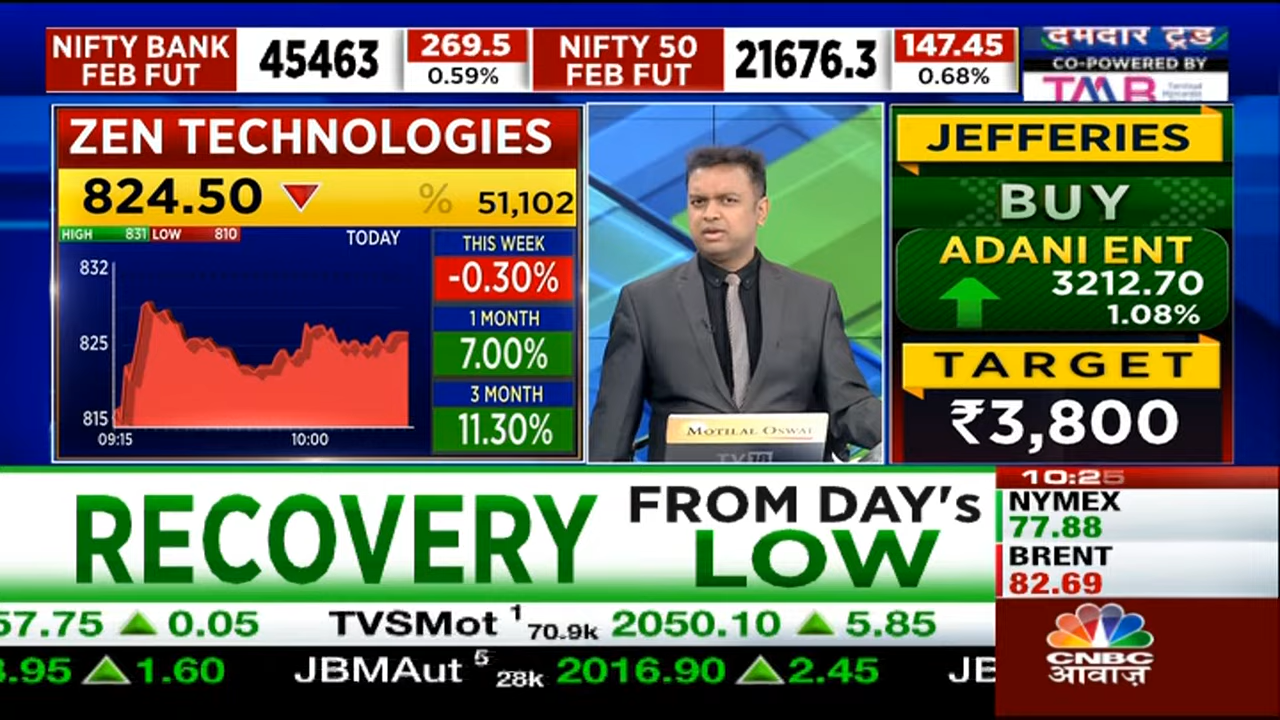 NIFTY BANK
FEB FUT
45463
269.5
0.59%
NIFTY 50
FEB FUT
21676.3
147.45
0.68%
दमदार ट्रेड
CO-POWERED BY
TMB
ZEN TECHNOLOGIES
824.50
%
51,102
HIGH 831 LOW 810
TODAY
832
825
815
09:15
10:00
THIS WEEK
-0.30%
1 MONTH
7.00%
3 MONTH
11.30%
MOTILAL OSWAL
JEFFERIES
BUY
ADANI ENT
3212.70
1.08%
TARGET
₹3,800
RECOVERY
FROM DAY's
LOW
10:25
NYMEX
77.88
BRENT
82.69
57.75 0.05 TVSMot 1 70.9k 2050.10 5.85
.95 1.60 JBMAut 5 28k 2016.90 2.45 JB
CNBC
आवाज़